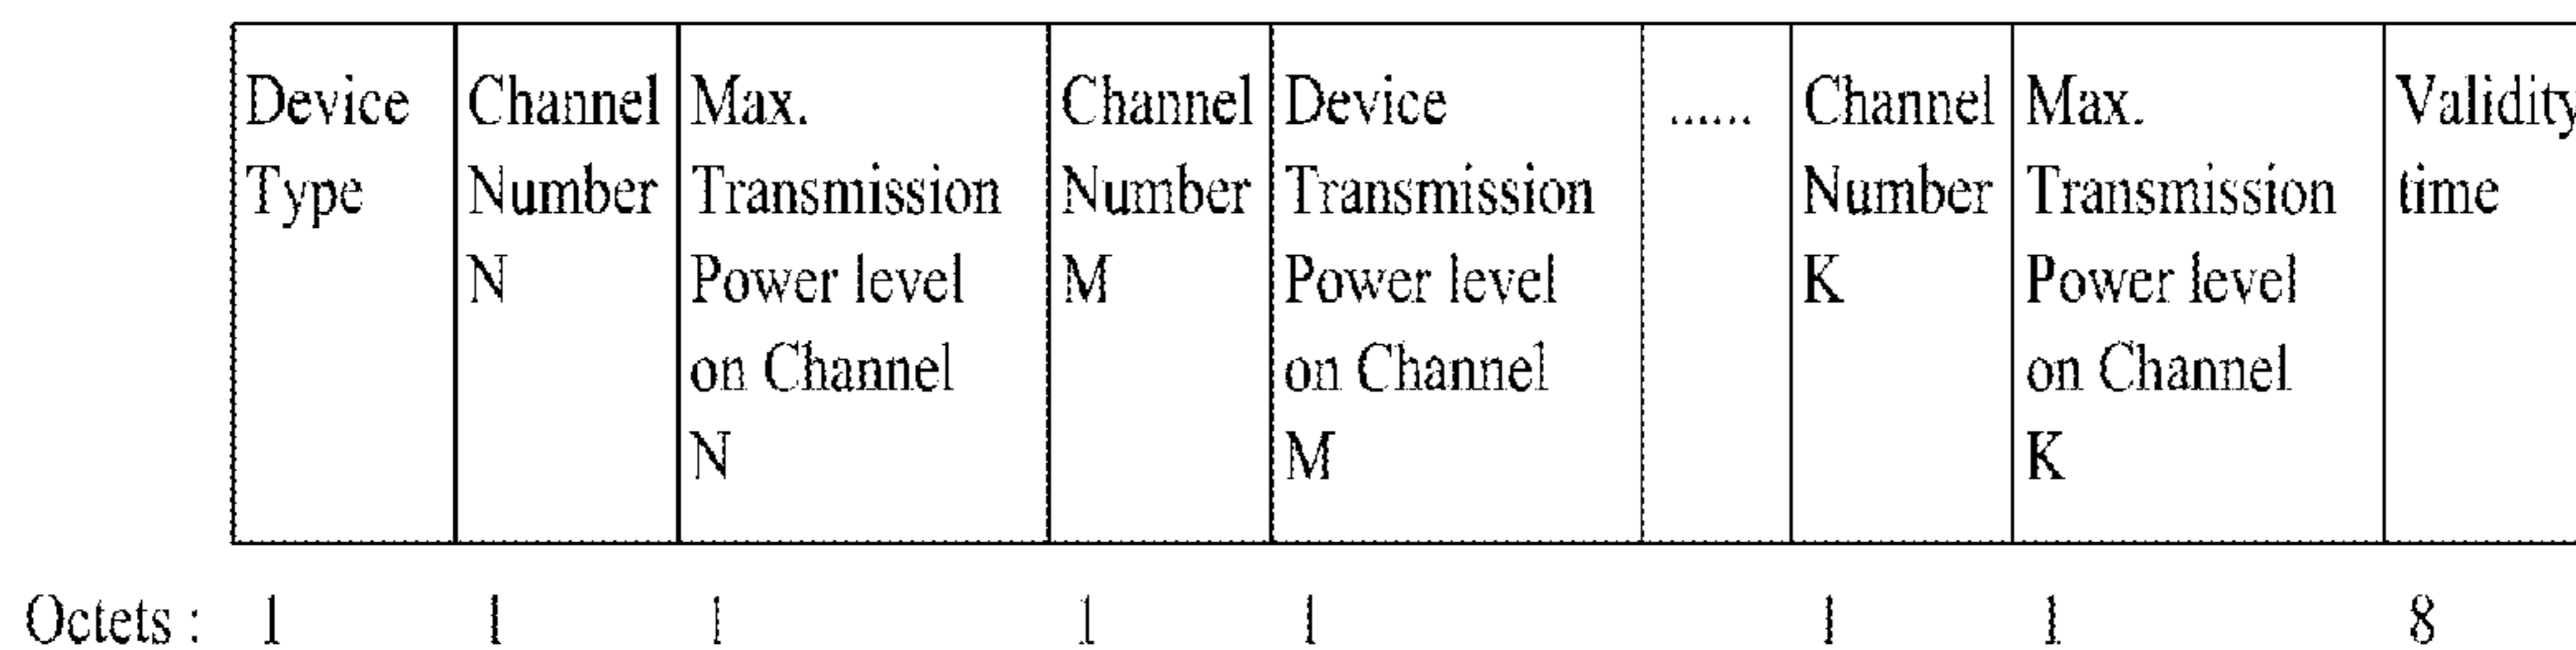 Device
Type
Channel
Number
N
Max.
Transmission
Power level
on Channel
N
Channel
Number
M
Device
Transmission
Power level
on Channel
M
......
Channel
Number
K
Max.
Transmission
Power level
on Channel
K
Validity
time
Octets : 1 1 1 1 1 1 1 8